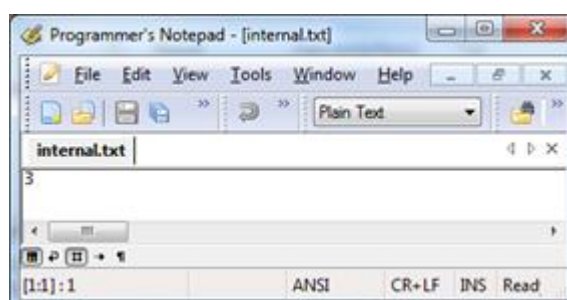 Programmer's Notepad - [internal.txt]
File Edit View Tools Window Help
Plain Text
internal.txt
3
[1:1] : 1 ANSI CR+LF INS Read